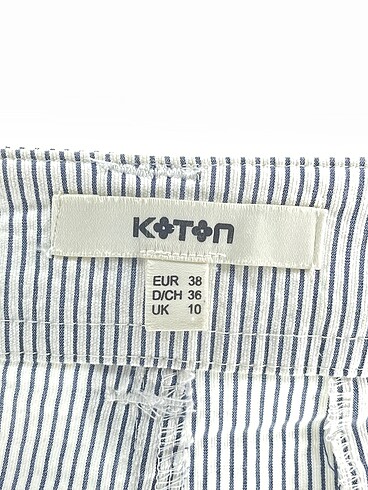 KOTON
EUR 38
D/CH 36
UK 10